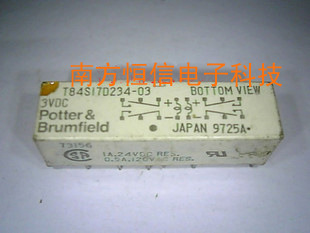 T84S17D234-03
BOTTOM VIEW
3VDC
南方恒信电子科技
Potter &
Brumfield
JAPAN 9725A
T3156
1A,24VDC RES.
0.5A,120VAC RES.